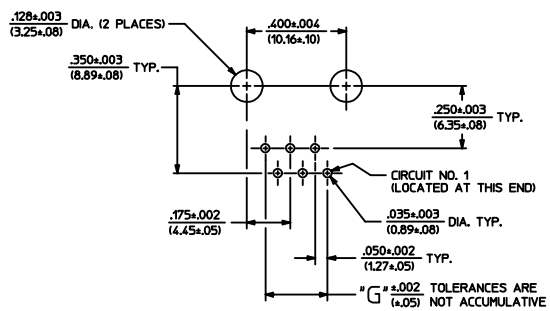 .128±.003
(3.25±.08) DIA. (2 PLACES)
.400±.004
(10.16±.10)
.350±.003
(8.89±.08) TYP.
.250±.003
(6.35±.08) TYP.
CIRCUIT NO. 1
(LOCATED AT THIS END)
.175±.002
(4.45±.05)
.035±.003
(0.89±.08) DIA. TYP.
.050±.002
(1.27±.05) TYP.
"G" ±.002
(±.05) TOLERANCES ARE
NOT ACCUMULATIVE